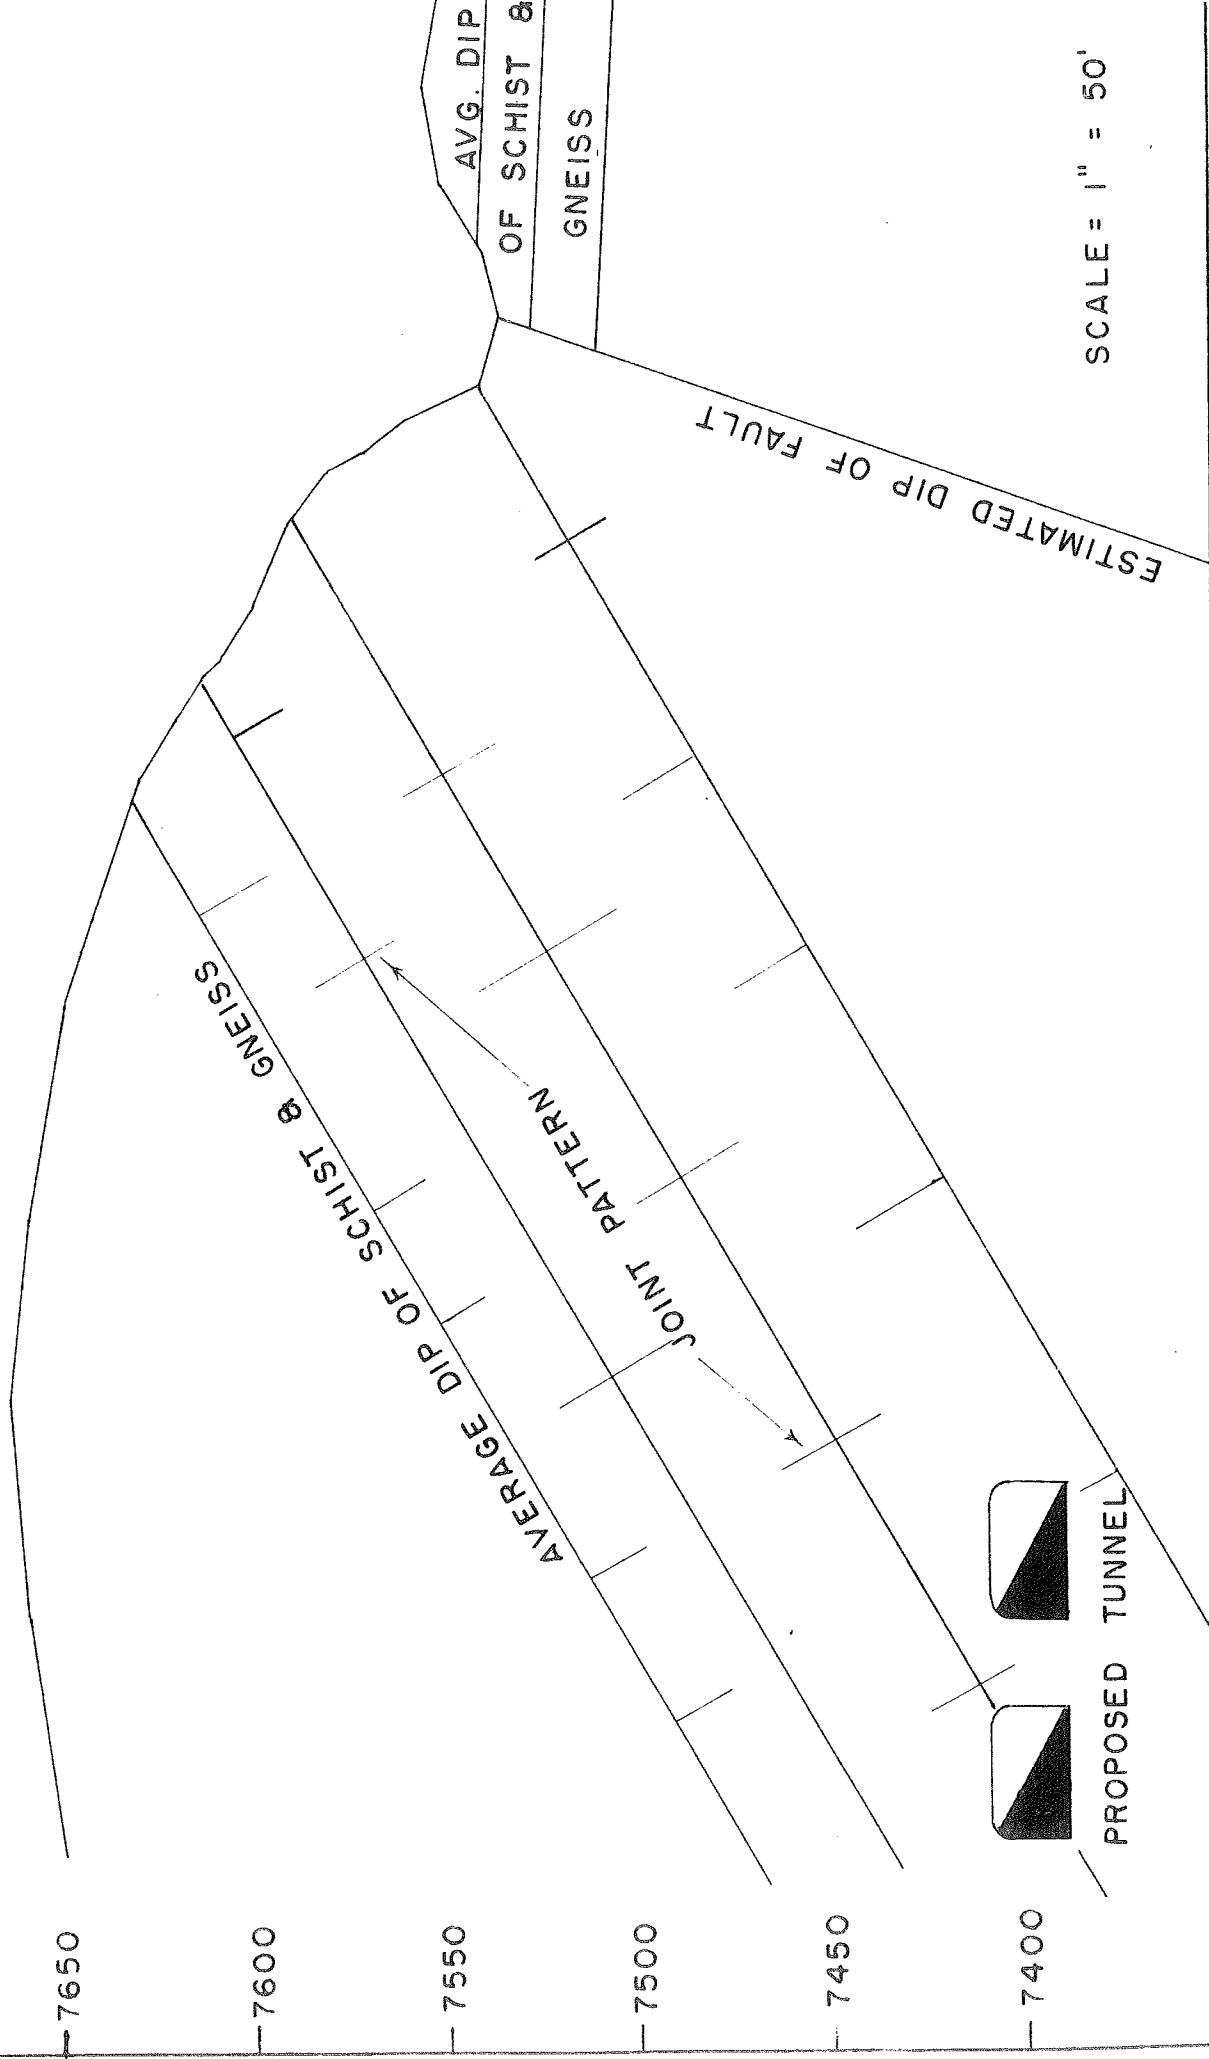 7650
7600
7550
7500
7450
7400
AVERAGE DIP OF SCHIST & GNEISS
JOINT PATTERN
PROPOSED TUNNEL
ESTIMATED DIP OF FAULT
AVG. DIP
OF SCHIST &
GNEISS
SCALE = 1" = 50'